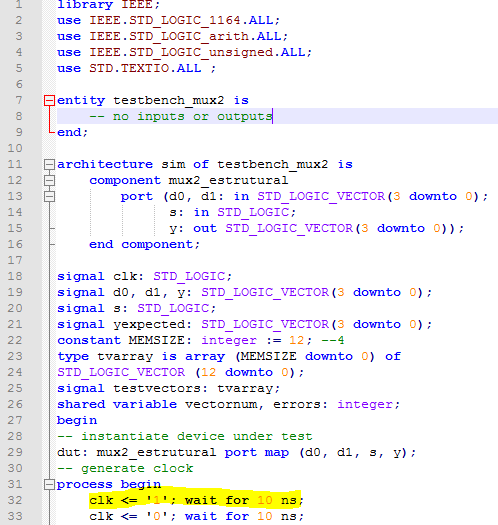 1 library IEEE;
2 use IEEE.STD_LOGIC_1164.ALL;
3 use IEEE.STD_LOGIC_arith.ALL;
4 use IEEE.STD_LOGIC_unsigned.ALL;
5 use STD.TEXTIO.ALL ;
6
7 entity testbench_mux2 is
8 -- no inputs or outputs
9 end;
10
11 architecture sim of testbench_mux2 is
12 component mux2_estrutural
13 port (d0, d1: in STD_LOGIC_VECTOR(3 downto 0);
14 s: in STD_LOGIC;
15 y: out STD_LOGIC_VECTOR(3 downto 0));
16 end component;
17
18 signal clk: STD_LOGIC;
19 signal d0, d1, y: STD_LOGIC_VECTOR(3 downto 0);
20 signal s: STD_LOGIC;
21 signal yexpected: STD_LOGIC_VECTOR(3 downto 0);
22 constant MEMSIZE: integer := 12; --4
23 type tvarray is array (MEMSIZE downto 0) of
24 STD_LOGIC_VECTOR (12 downto 0);
25 signal testvectors: tvarray;
26 shared variable vectornum, errors: integer;
27 begin
28 -- instantiate device under test
29 dut: mux2_estrutural port map (d0, d1, s, y);
30 -- generate clock
31 process begin
32 clk <= '1'; wait for 10 ns;
33 clk <= '0'; wait for 10 ns;